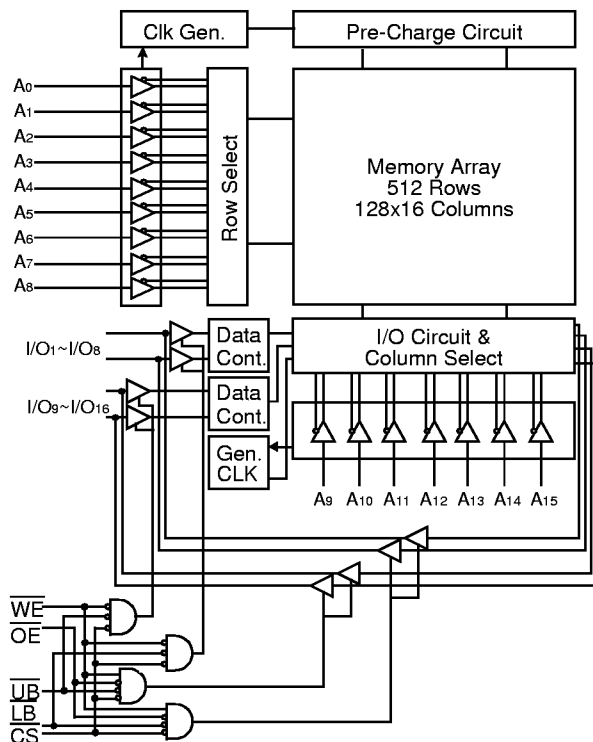 Clk Gen.
Pre-Charge Circuit
A0
A1
A2
A3
A4
A5
A6
A7
A8
Row Select
Memory Array
512 Rows
128x16 Columns
I/O1~I/O8
Data
Cont.
I/O Circuit &
Column Select
I/O9~I/O16
Data
Cont.
Gen.
CLK
A9 A10 A11 A12 A13 A14 A15
WE
OE
UB
LB
CS